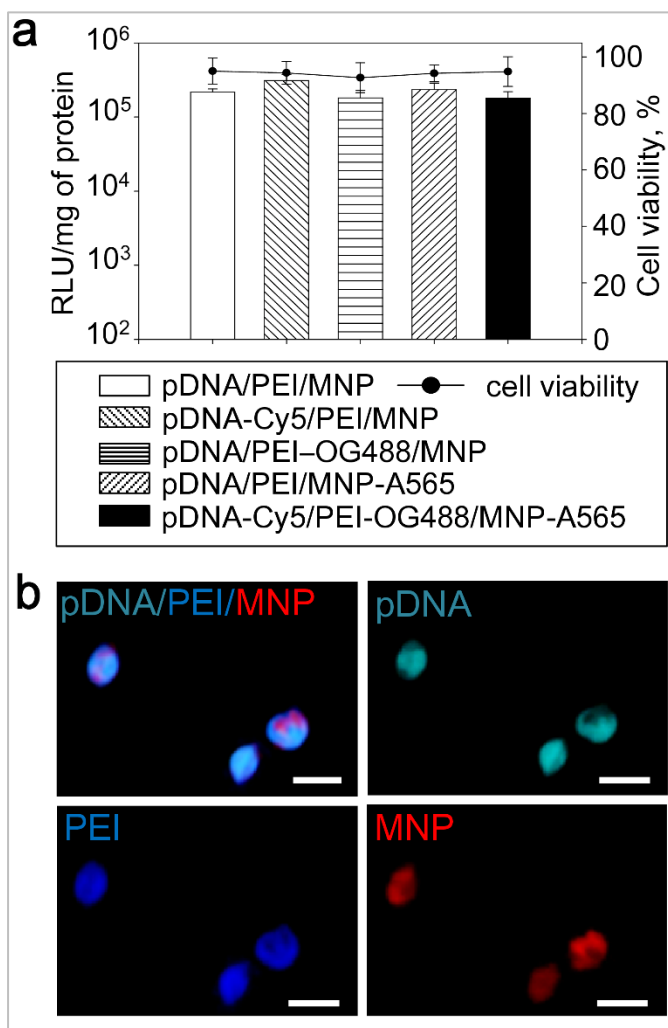 a
10⁶
10⁵
10⁴
10³
10²
RLU/mg of protein
100
80
60
40
20
0
Cell viability, %
pDNA/PEI/MNP
cell viability
pDNA-Cy5/PEI/MNP
pDNA/PEI–OG488/MNP
pDNA/PEI/MNP-A565
pDNA-Cy5/PEI-OG488/MNP-A565
b
pDNA/PEI/MNP
pDNA
PEI
MNP